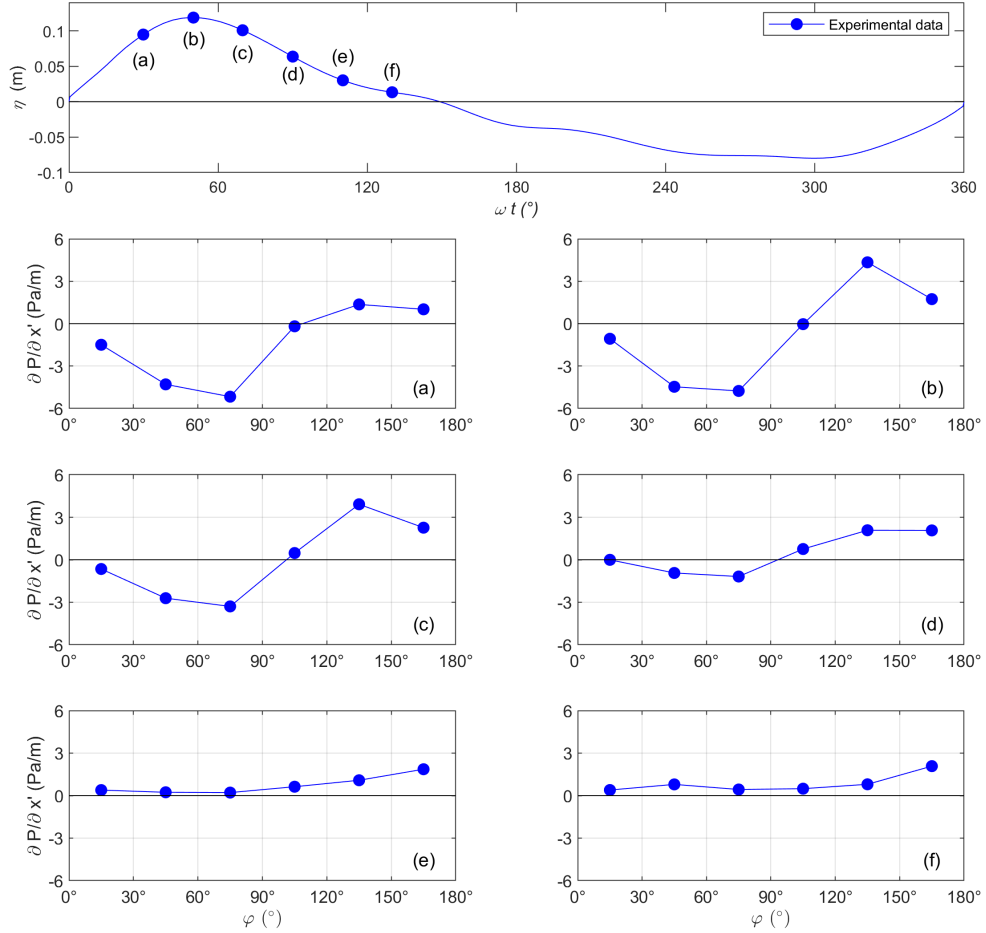 0.1
0.05
0
-0.05
-0.1
η (m)
(a)
(b)
(c)
(d)
(e)
(f)
Experimental data
0 60 120 180 240 300 360
ω t (°)
6
3
0
-3
-6
∂ P/∂ x' (Pa/m)
(a)
0° 30° 60° 90° 120° 150° 180°
6
3
0
-3
-6
(b)
0° 30° 60° 90° 120° 150° 180°
6
3
0
-3
-6
∂ P/∂ x' (Pa/m)
(c)
0° 30° 60° 90° 120° 150° 180°
6
3
0
-3
-6
(d)
0° 30° 60° 90° 120° 150° 180°
6
3
0
-3
-6
∂ P/∂ x' (Pa/m)
(e)
0° 30° 60° 90° 120° 150° 180°
φ (°)
6
3
0
-3
-6
(f)
0° 30° 60° 90° 120° 150° 180°
φ (°)